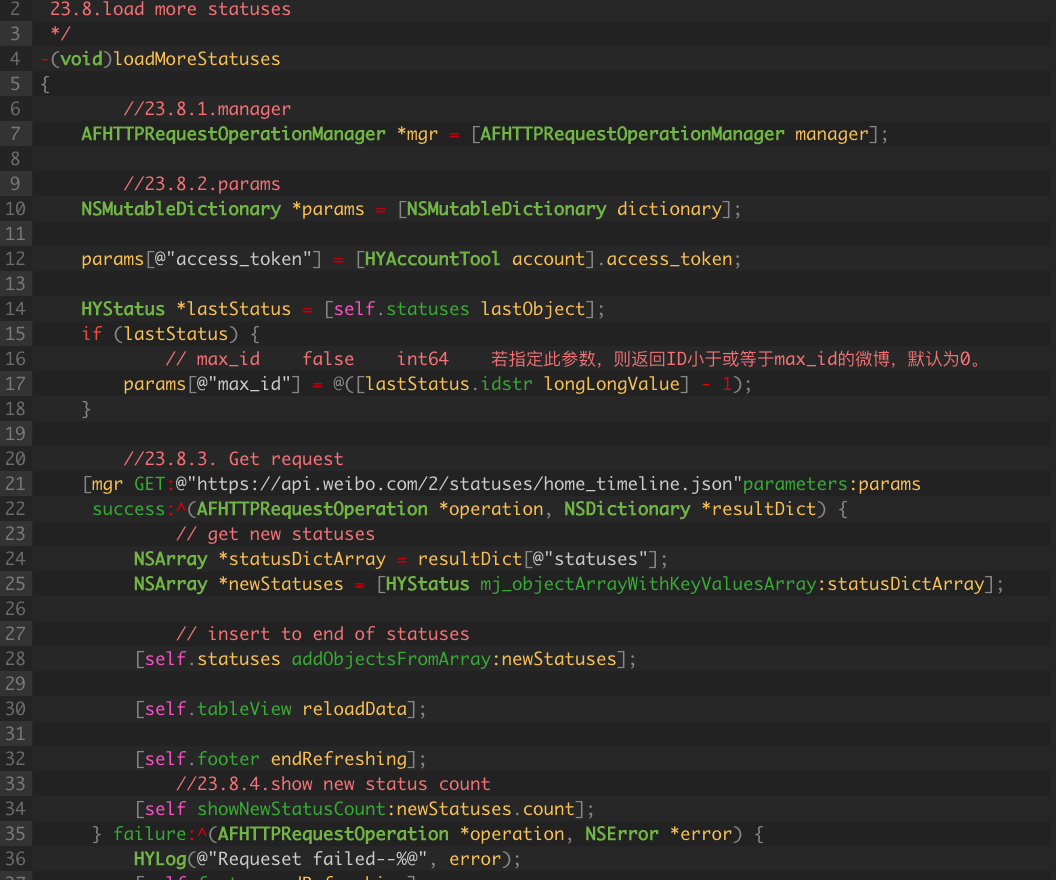 2 23.8.load more statuses
3 */
4 -(void)loadMoreStatuses
5 {
6 //23.8.1.manager
7 AFHTTPRequestOperationManager *mgr = [AFHTTPRequestOperationManager manager];
8
9 //23.8.2.params
10 NSMutableDictionary *params = [NSMutableDictionary dictionary];
11
12 params[@"access_token"] = [HYAccountTool account].access_token;
13
14 HYStatus *lastStatus = [self.statuses lastObject];
15 if (lastStatus) {
16 // max_id    false    int64    若指定此参数，则返回ID小于或等于max_id的微博，默认为0。
17 params[@"max_id"] = @([lastStatus.idstr longLongValue] - 1);
18 }
19
20 //23.8.3. Get request
21 [mgr GET:@"https://api.weibo.com/2/statuses/home_timeline.json"parameters:params
22 success:^(AFHTTPRequestOperation *operation, NSDictionary *resultDict) {
23 // get new statuses
24 NSArray *statusDictArray = resultDict[@"statuses"];
25 NSArray *newStatuses = [HYStatus mj_objectArrayWithKeyValuesArray:statusDictArray];
26
27 // insert to end of statuses
28 [self.statuses addObjectsFromArray:newStatuses];
29
30 [self.tableView reloadData];
31
32 [self.footer endRefreshing];
33 //23.8.4.show new status count
34 [self showNewStatusCount:newStatuses.count];
35 } failure:^(AFHTTPRequestOperation *operation, NSError *error) {
36 HYLog(@"Requeset failed--%@", error);